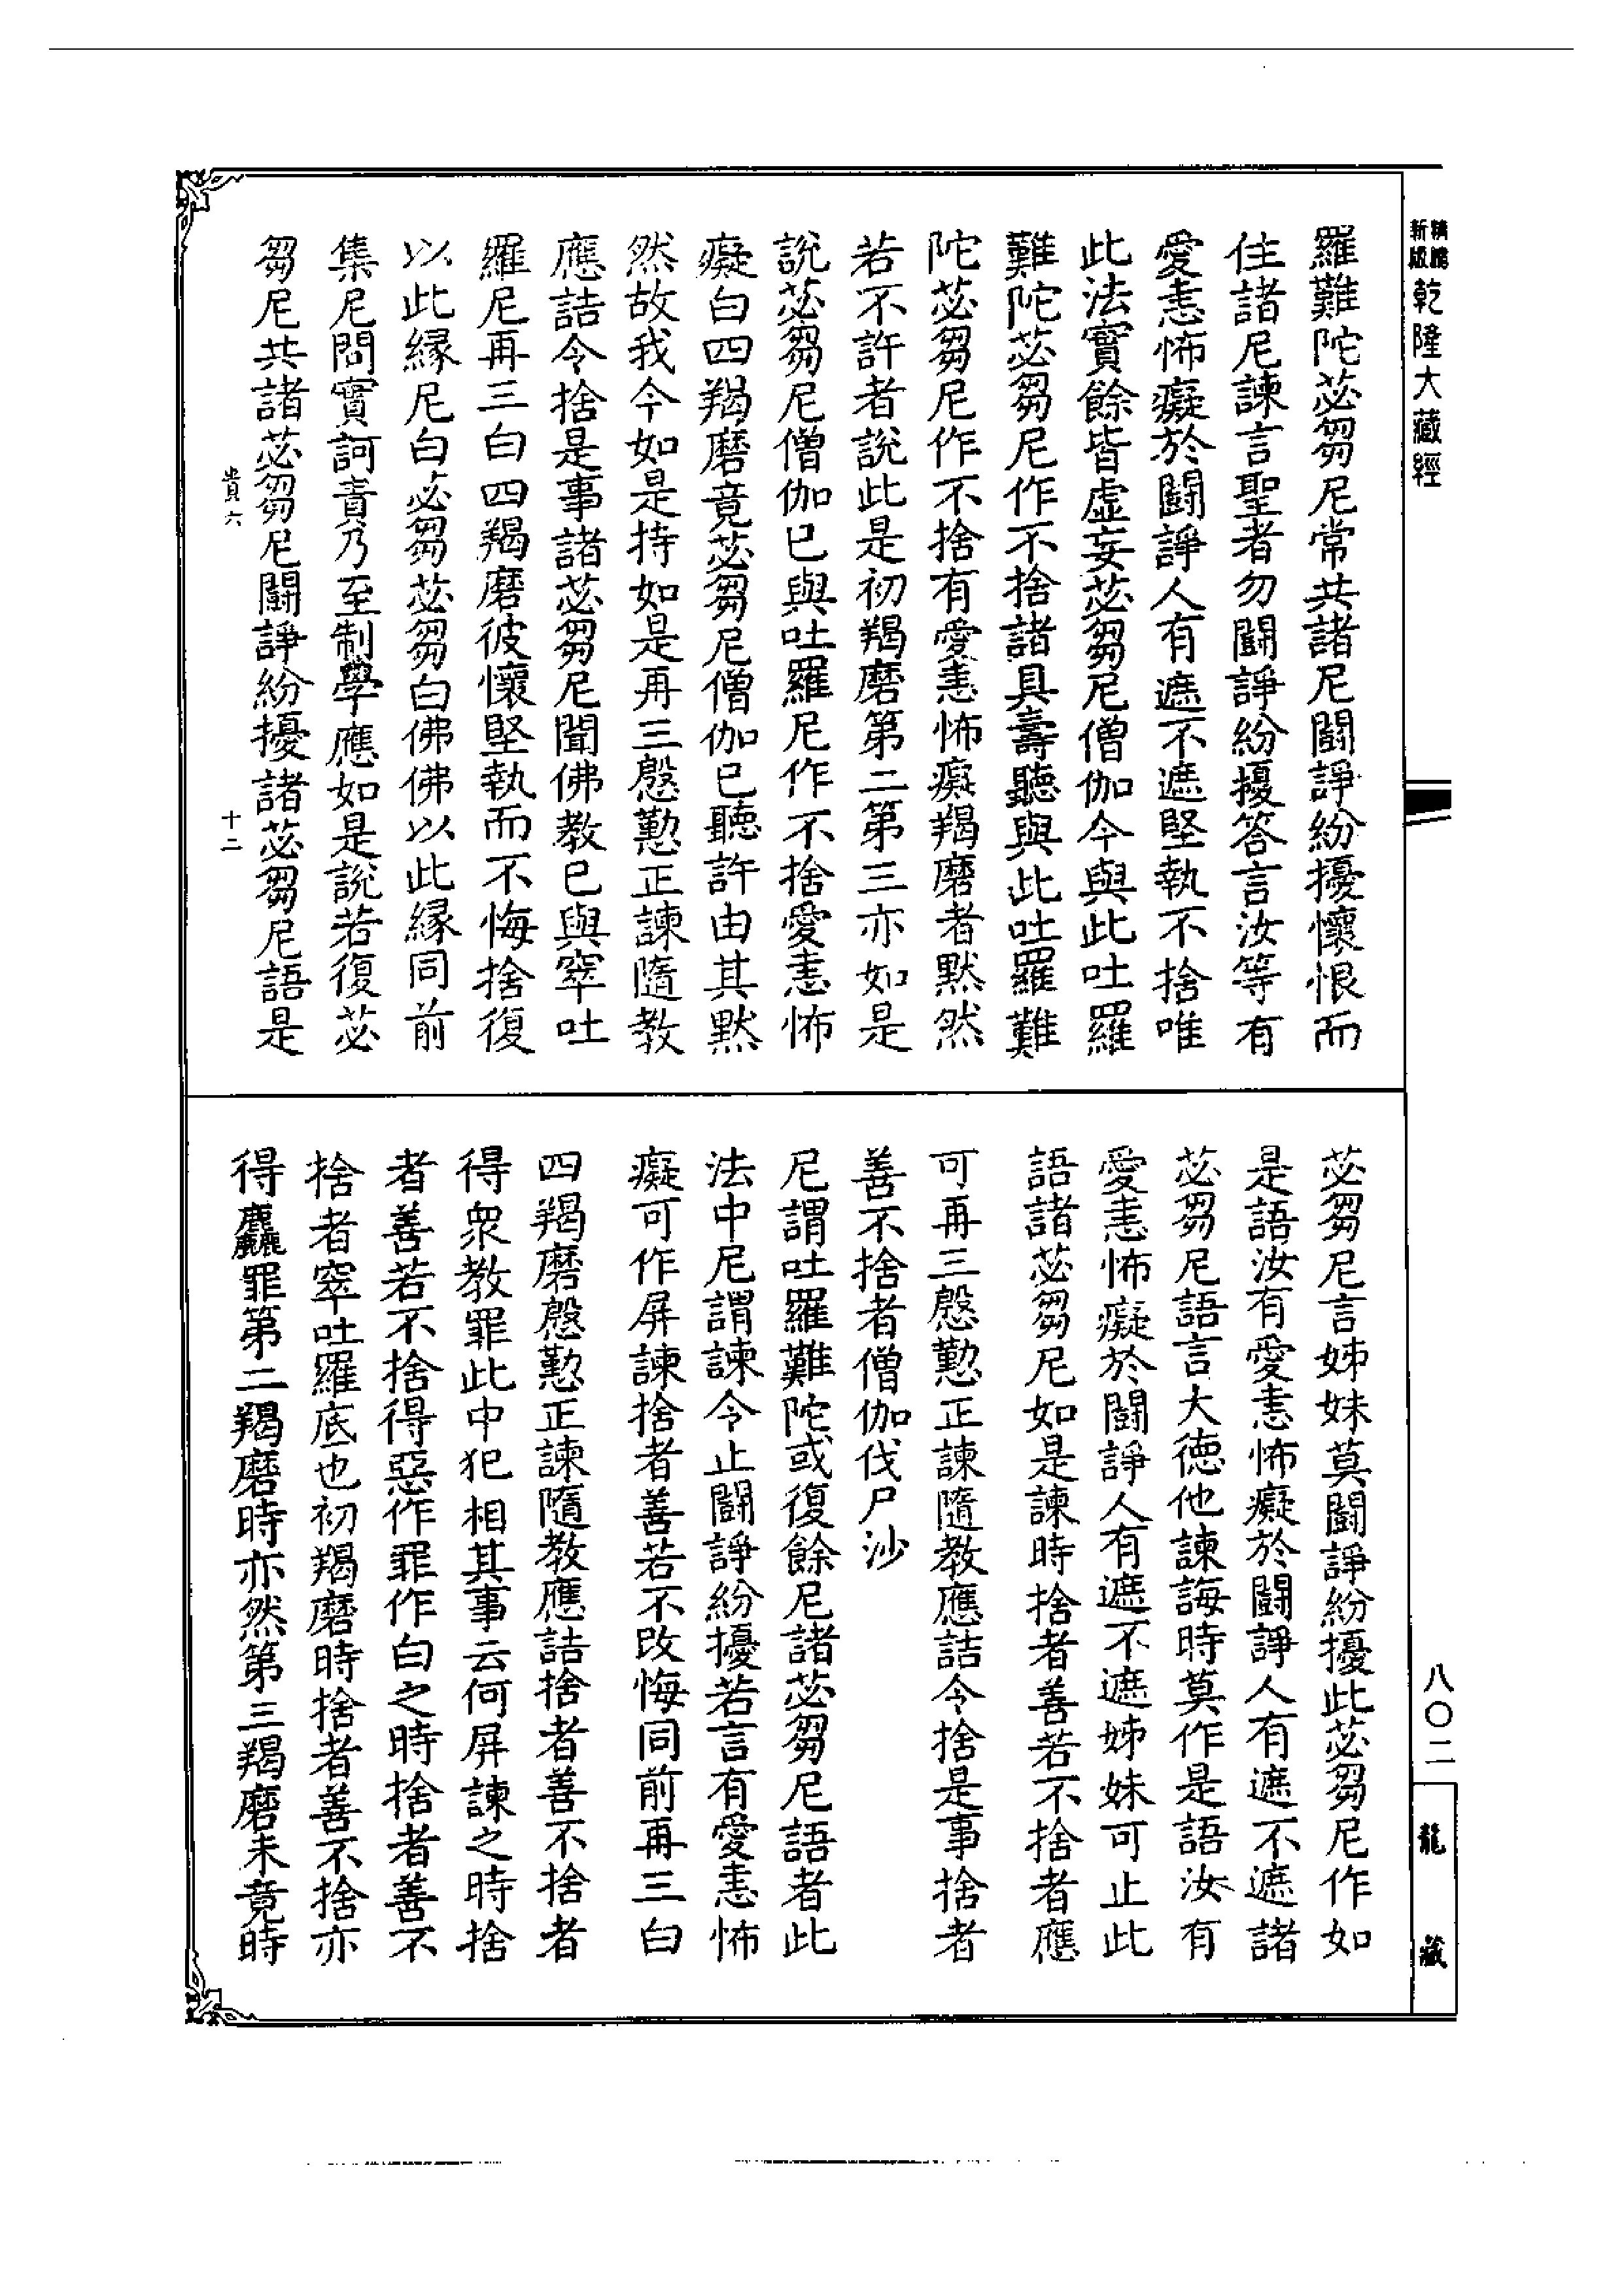 精鵬
新版
乾隆大藏經
羅難陀苾芻尼常共諸尼鬬諍紛擾懷恨而
住諸尼諫言聖者勿鬬諍紛擾答言汝等有
愛恚怖癡於鬬諍人有遮不遮堅執不捨唯
此法實餘皆虛妄苾芻尼僧伽今與此吐羅
難陀苾芻尼作不捨諸具壽聽與此吐羅難
陀苾芻尼作不捨有愛恚怖癡羯磨者默然
若不許者說此是初羯磨第二第三亦如是
說苾芻尼僧伽已與吐羅尼作不捨愛恚怖
癡白四羯磨竟苾芻尼僧伽已聽許由其默
然故我今如是持如是再三慇懃正諫隨教
應詰令捨是事諸苾芻尼聞佛教已與窣吐
羅尼再三白四羯磨彼懷堅執而不悔捨復
以此緣尼白苾芻苾芻白佛佛以此緣同前
集尼問實訶責乃至制學應如是說若復苾
芻尼共諸苾芻尼鬬諍紛擾諸苾芻尼語是
貴六
十二
苾芻尼言姊妹莫鬬諍紛擾此苾芻尼作如
是語汝有愛恚怖癡於鬬諍人有遮不遮諸
苾芻尼語言大德他諫誨時莫作是語汝有
愛恚怖癡於鬬諍人有遮不遮姊妹可止此
語諸苾芻尼如是諫時捨者善若不捨者應
可再三慇懃正諫隨教應詰令捨是事捨者
善不捨者僧伽伐尸沙
尼謂吐羅難陀或復餘尼諸苾芻尼語者此
法中尼謂諫令止鬬諍紛擾若言有愛恚怖
癡可作屏諫捨者善若不改悔同前再三白
四羯磨慇懃正諫隨教應詰捨者善不捨者
得衆教罪此中犯相其事云何屏諫之時捨
者善若不捨得惡作罪作白之時捨者善不
捨者窣吐羅底也初羯磨時捨者善不捨亦
得麤罪第二羯磨時亦然第三羯磨未竟時
八〇二
龍藏